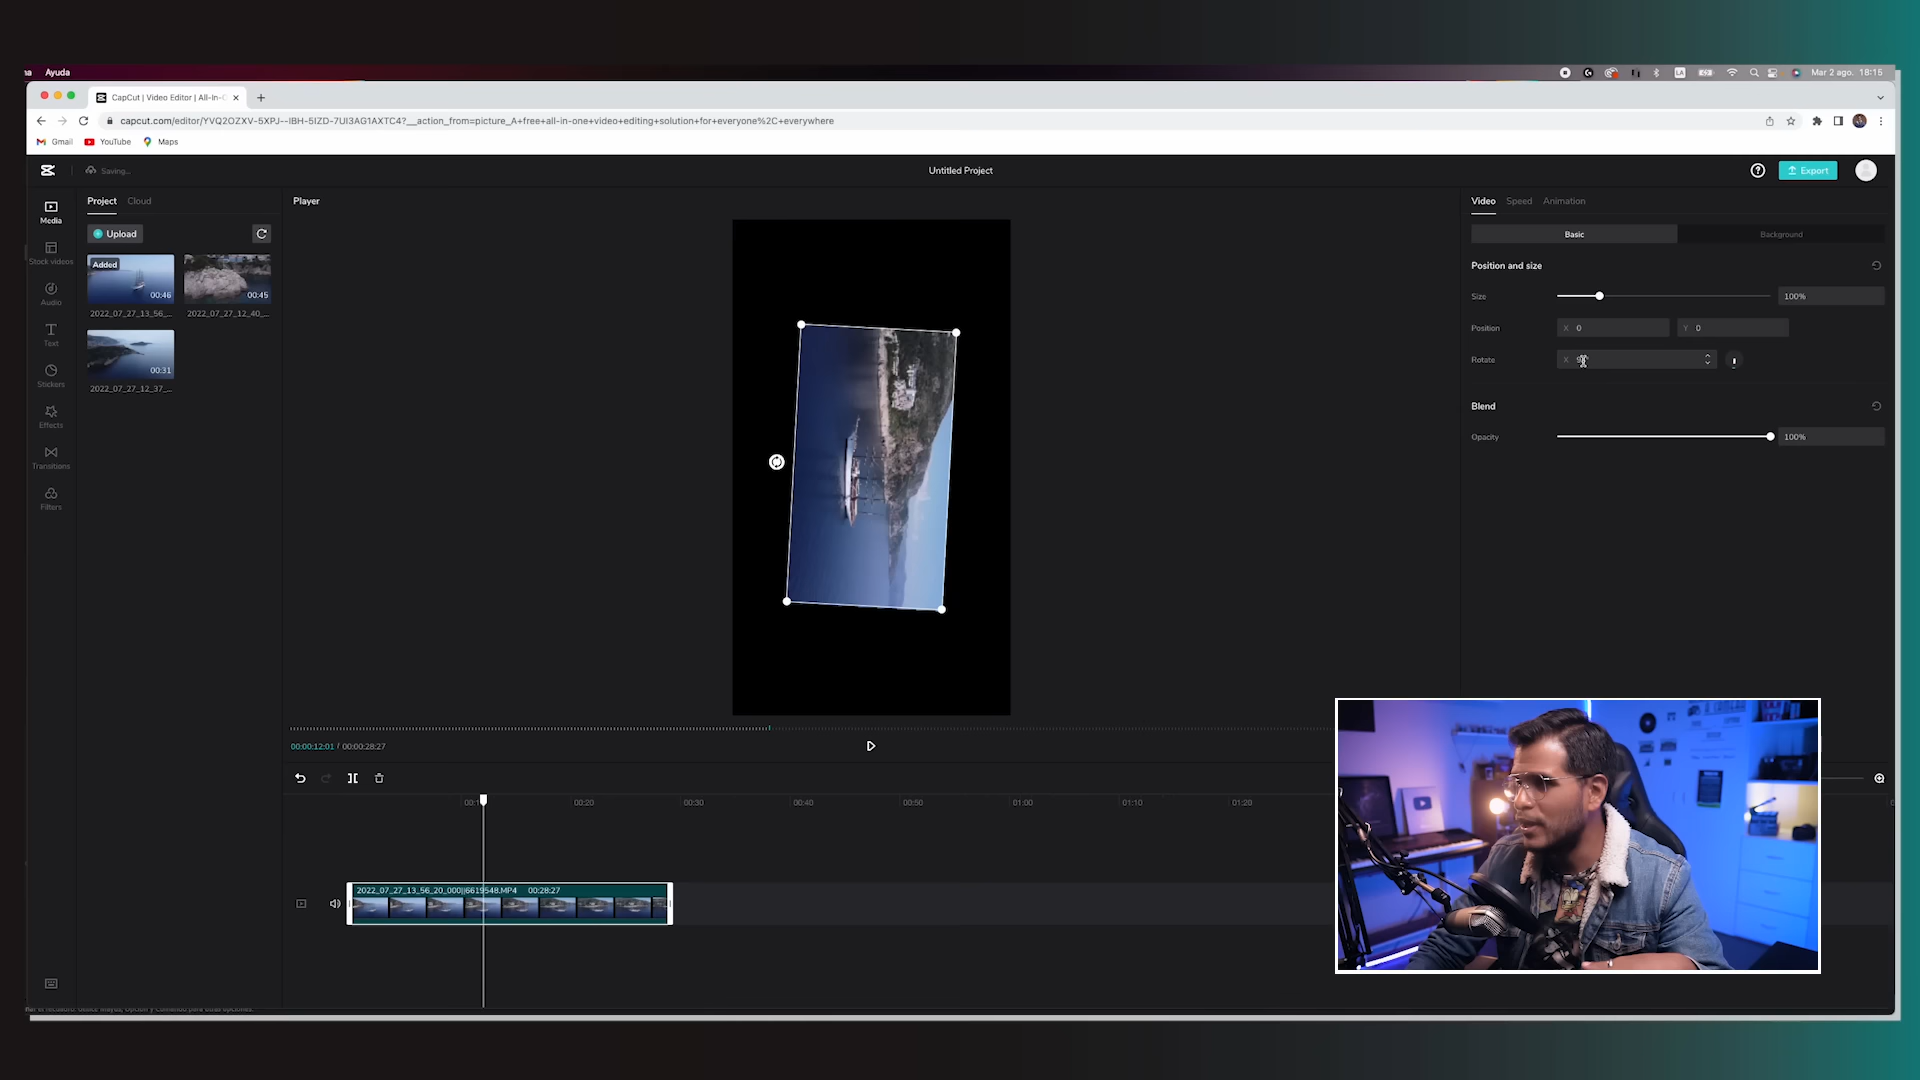 Ayuda
Mar 2 ago. 18:15
CapCut | Video Editor | All-In-
capcut.com/editor/YVQ2OZXV-5XPJ--IBH-5IZD-7UI3AG1AXTC4?__action_from=picture_A+free+all-in-one+video+editing+solution+for+everyone%2C+everywhere
Gmail
YouTube
Maps
Saving...
Untitled Project
Export
Media
Stock videos
Audio
Text
Stickers
Effects
Transitions
Filters
Project
Cloud
Upload
Added
00:46
00:45
2022_07_27_13_56_...
2022_07_27_12_40_...
00:31
2022_07_27_12_37_...
Player
Video
Speed
Animation
Basic
Background
Position and size
Size
100%
Position
X 0
Y 0
Rotate
X
Blend
Opacity
100%
00:00:12:01 / 00:00:28:27
00:20
00:30
00:40
00:50
01:00
01:10
01:20
2022_07_27_13_56_20_000||6619548.MP4 00:28:27